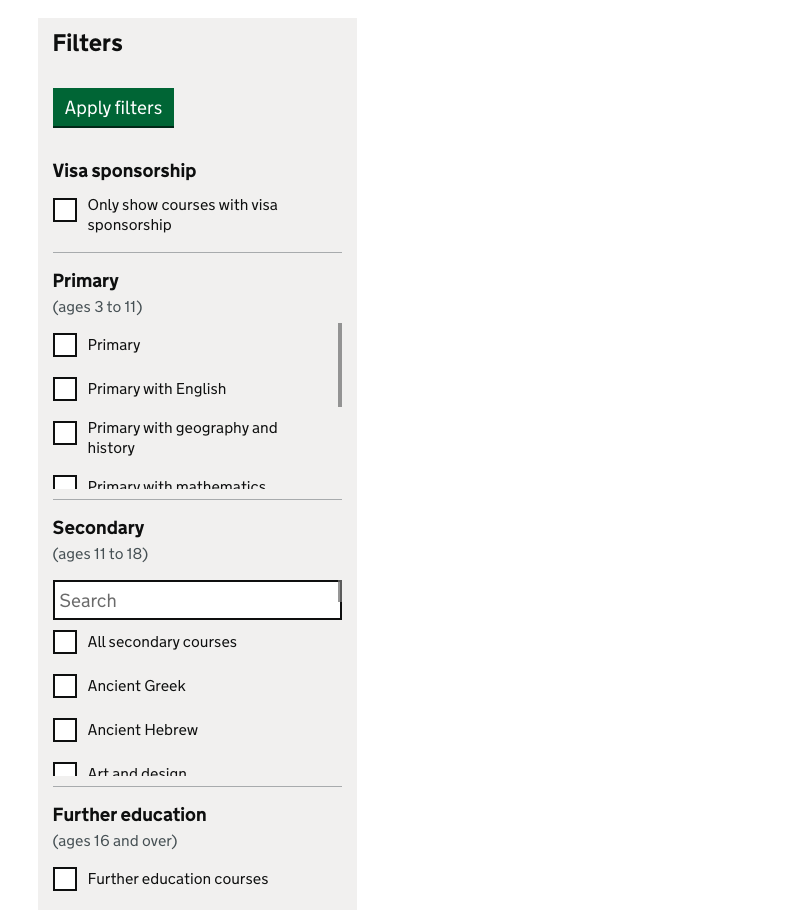 Filters
Apply filters
Visa sponsorship
Only show courses with visa
sponsorship
Primary
(ages 3 to 11)
Primary
Primary with English
Primary with geography and
history
Primary with mathematics
Secondary
(ages 11 to 18)
Search
All secondary courses
Ancient Greek
Ancient Hebrew
Art and design
Further education
(ages 16 and over)
Further education courses